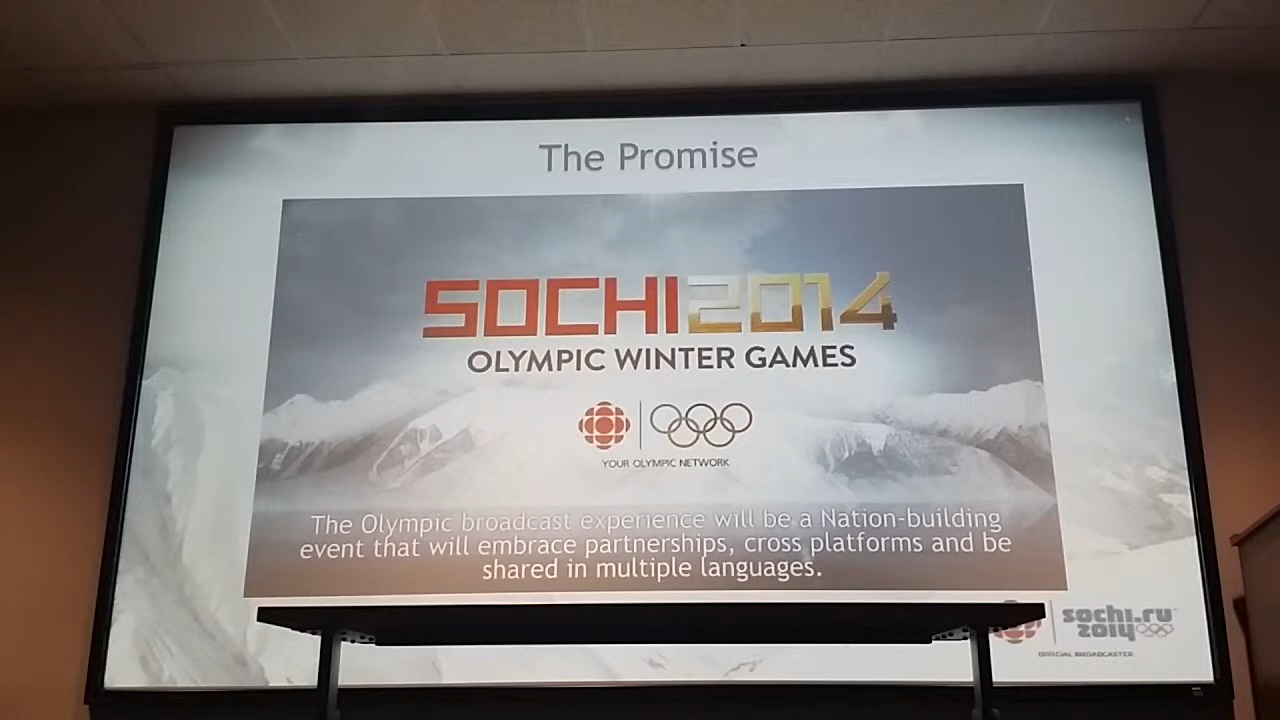 The Promise
SOCHI2014
OLYMPIC WINTER GAMES
YOUR OLYMPIC NETWORK
The Olympic broadcast experience will be a Nation-building
event that will embrace partnerships, cross platforms and be
shared in multiple languages.
sochi.ru
2014
OFFICIAL BROADCASTER